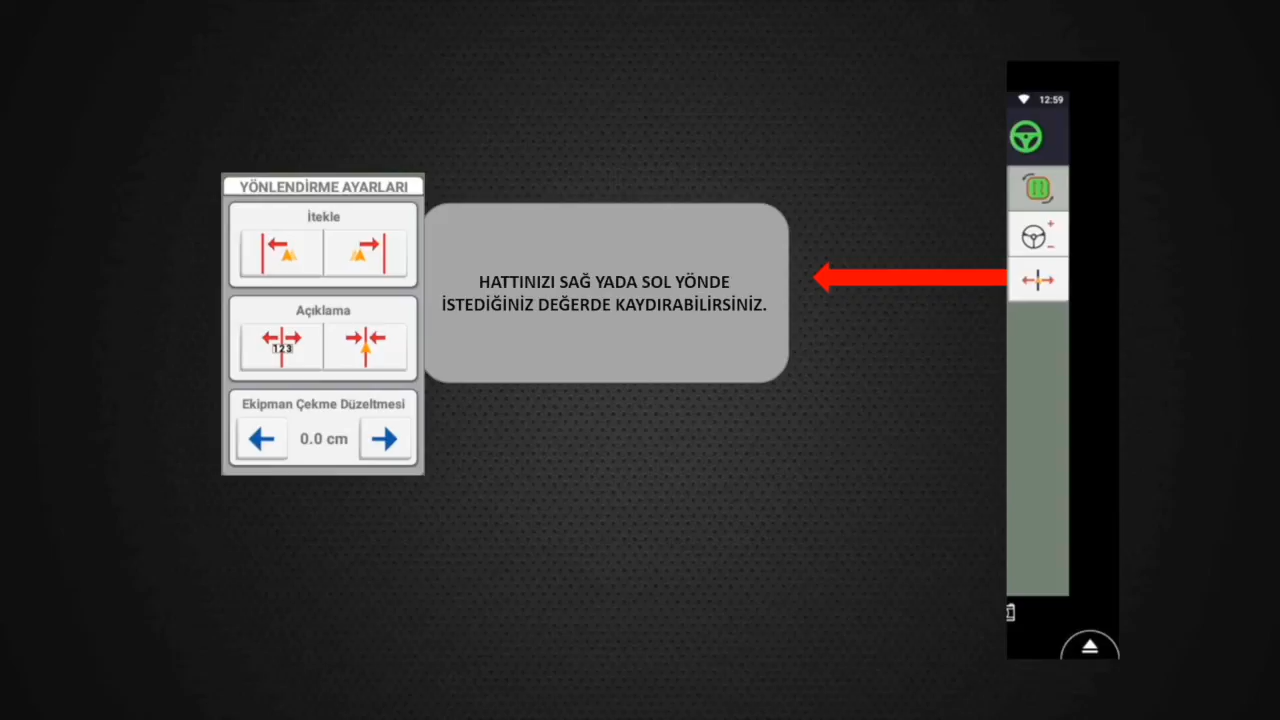 12:59
YÖNLENDİRME AYARLARI
İtekle
Açıklama
123
Ekipman Çekme Düzeltmesi
0.0 cm
HATTINIZI SAĞ YADA SOL YÖNDE
İSTEDİĞİNİZ DEĞERDE KAYDIRABİLİRSİNİZ.